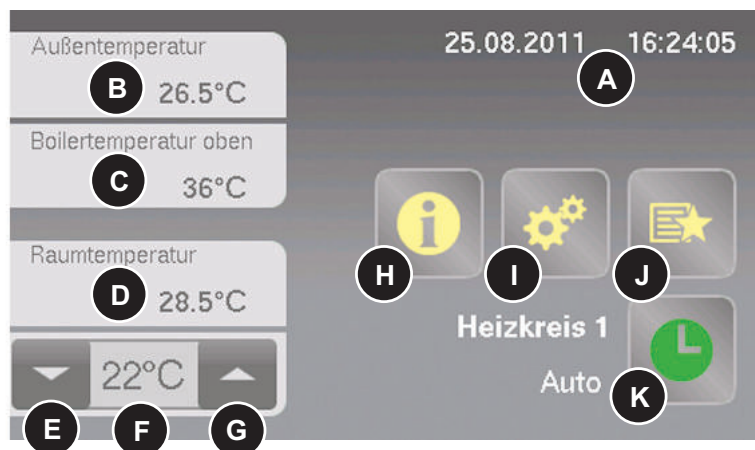 Außentemperatur
B
26.5°C
Boilertemperatur oben
C
36°C
Raumtemperatur
D
28.5°C
22°C
E
F
G
25.08.2011 16:24:05
A
H
I
J
Heizkreis 1
Auto
K